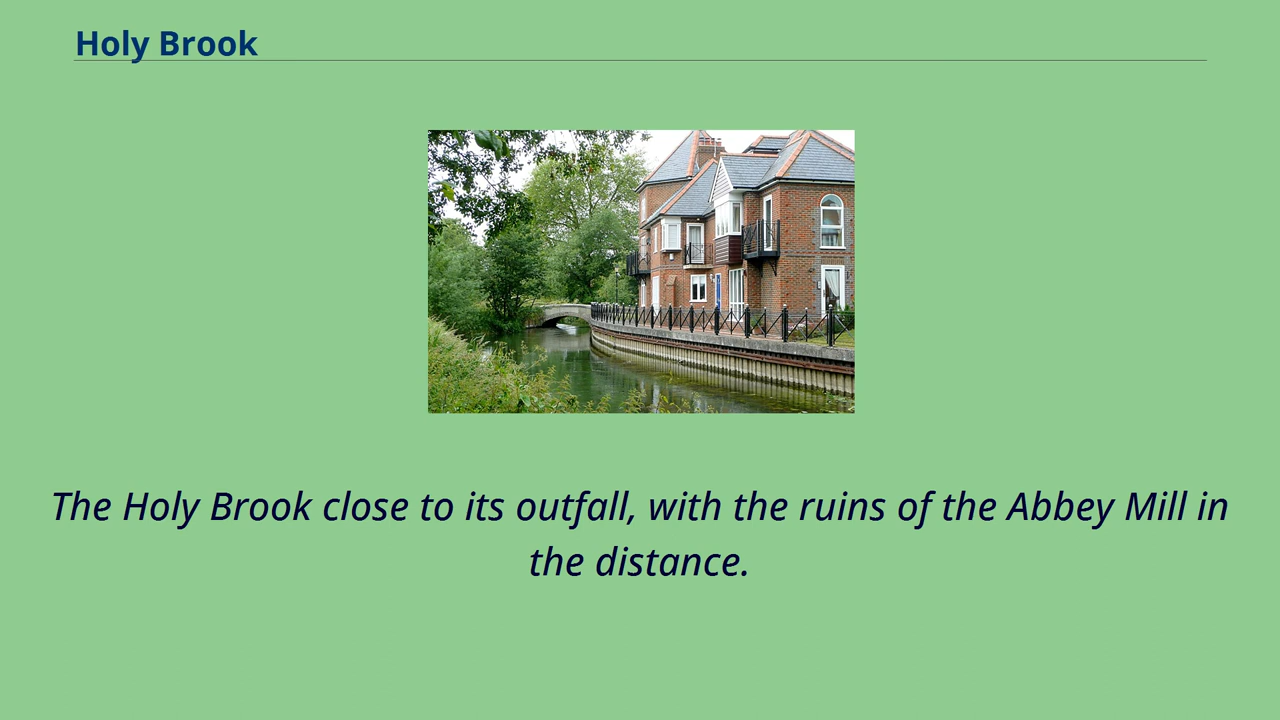 Holy Brook
The Holy Brook close to its outfall, with the ruins of the Abbey Mill in
the distance.